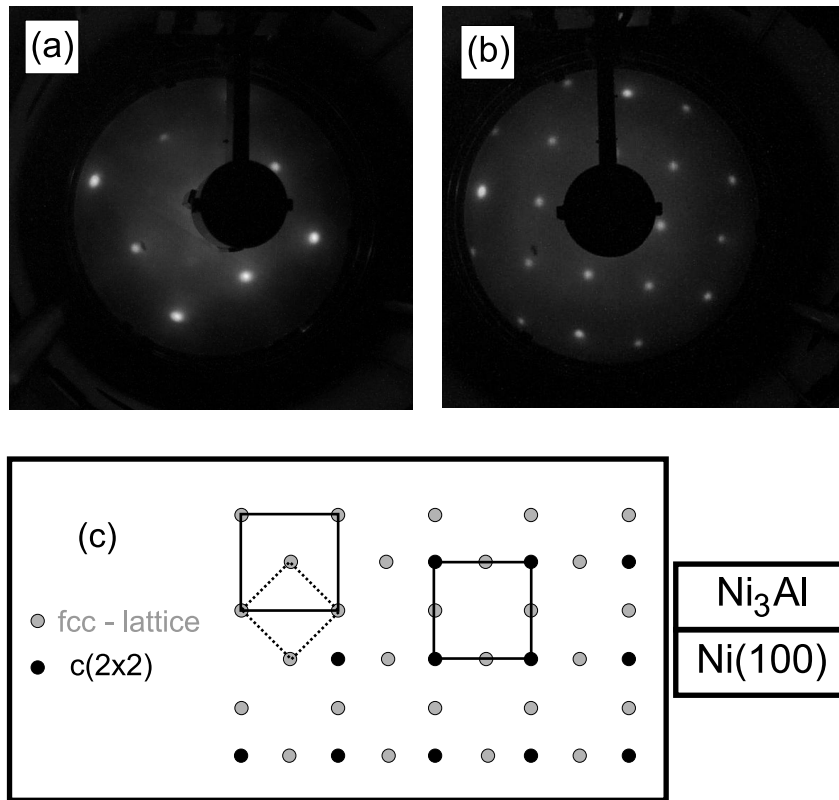 (a)
(b)
(c)
fcc - lattice
c(2x2)
Ni₃Al
Ni(100)